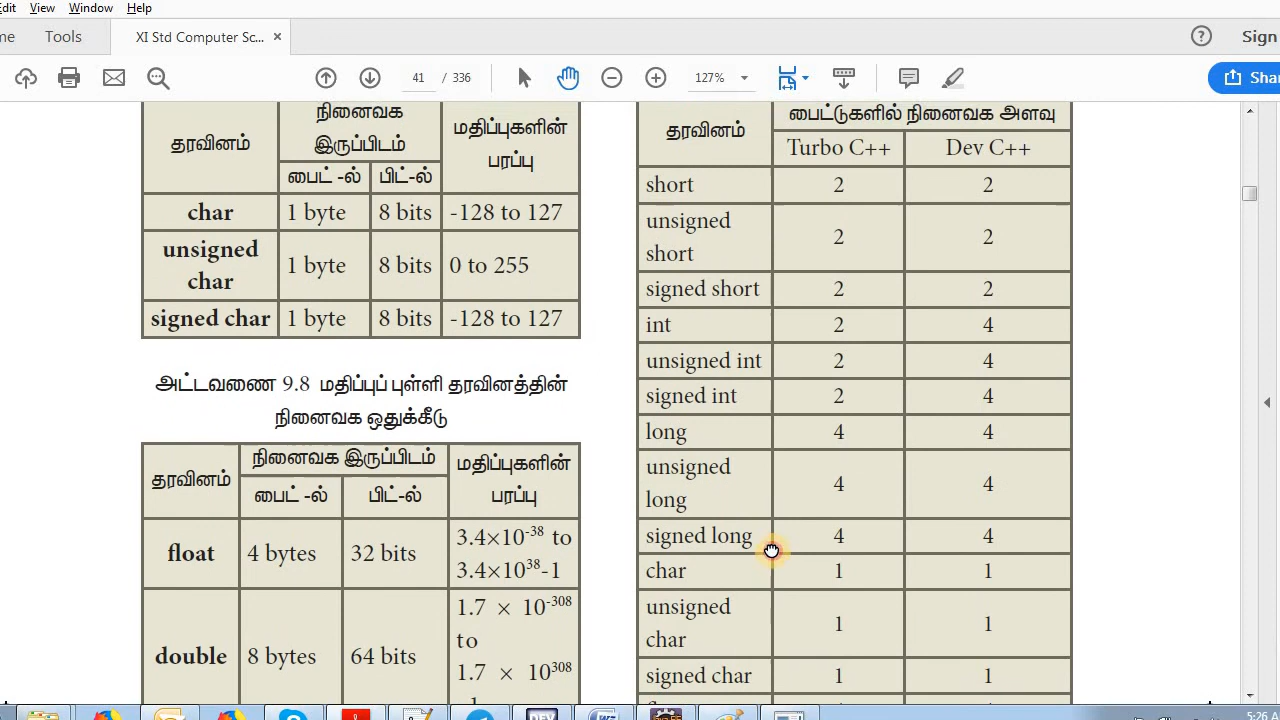 Edit View Window Help
Tools
XI Std Computer Sc...
Sign
41 / 336
127%
தரவினம்
நினைவக இருப்பிடம்
மதிப்புகளின் பரப்பு
பைட் -ல் பிட்-ல்
char 1 byte 8 bits -128 to 127
unsigned char 1 byte 8 bits 0 to 255
signed char 1 byte 8 bits -128 to 127
அட்டவணை 9.8 மதிப்புப் புள்ளி தரவினத்தின்
நினைவக ஒதுக்கீடு
தரவினம்
நினைவக இருப்பிடம்
மதிப்புகளின் பரப்பு
பைட் -ல் பிட்-ல்
float 4 bytes 32 bits 3.4×10-38 to
3.4×1038-1
double 8 bytes 64 bits 1.7 × 10-308
to
1.7 × 10308
தரவினம்
பைட்டுகளில் நினைவக அளவு
Turbo C++ Dev C++
short 2 2
unsigned short 2 2
signed short 2 2
int 2 4
unsigned int 2 4
signed int 2 4
long 4 4
unsigned long 4 4
signed long 4 4
char 1 1
unsigned char 1 1
signed char 1 1
DEV
5:26 A